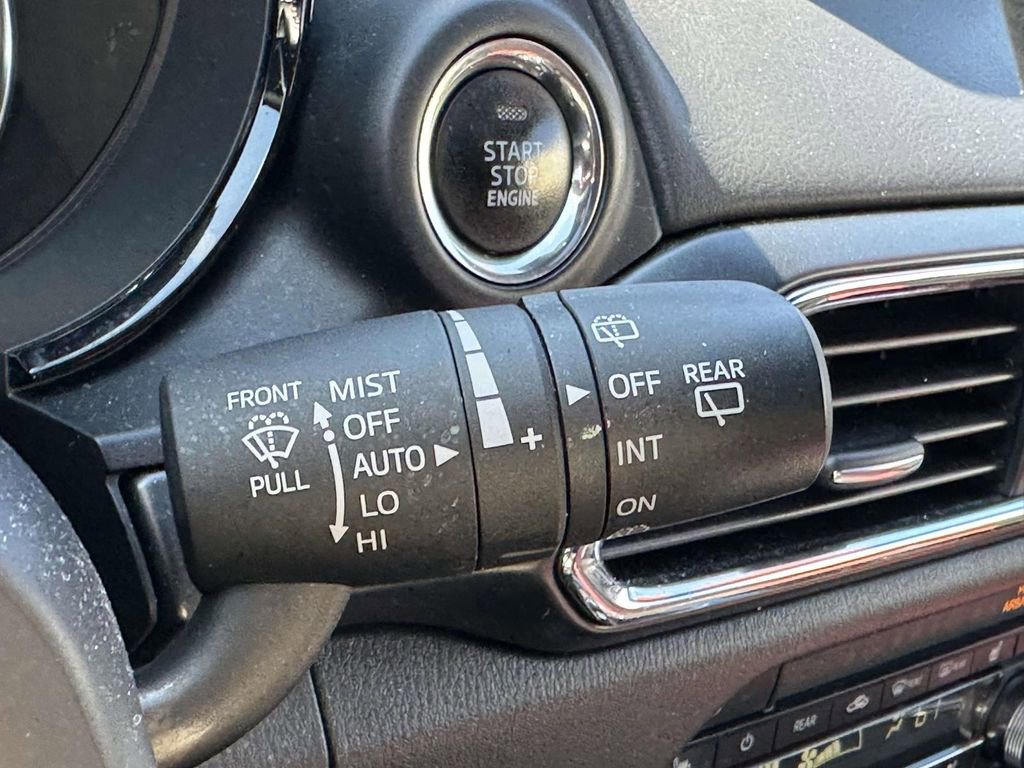 START
STOP
ENGINE
FRONT
PULL
MIST
OFF
AUTO
LO
HI
+
OFF
INT
ON
REAR
REAR